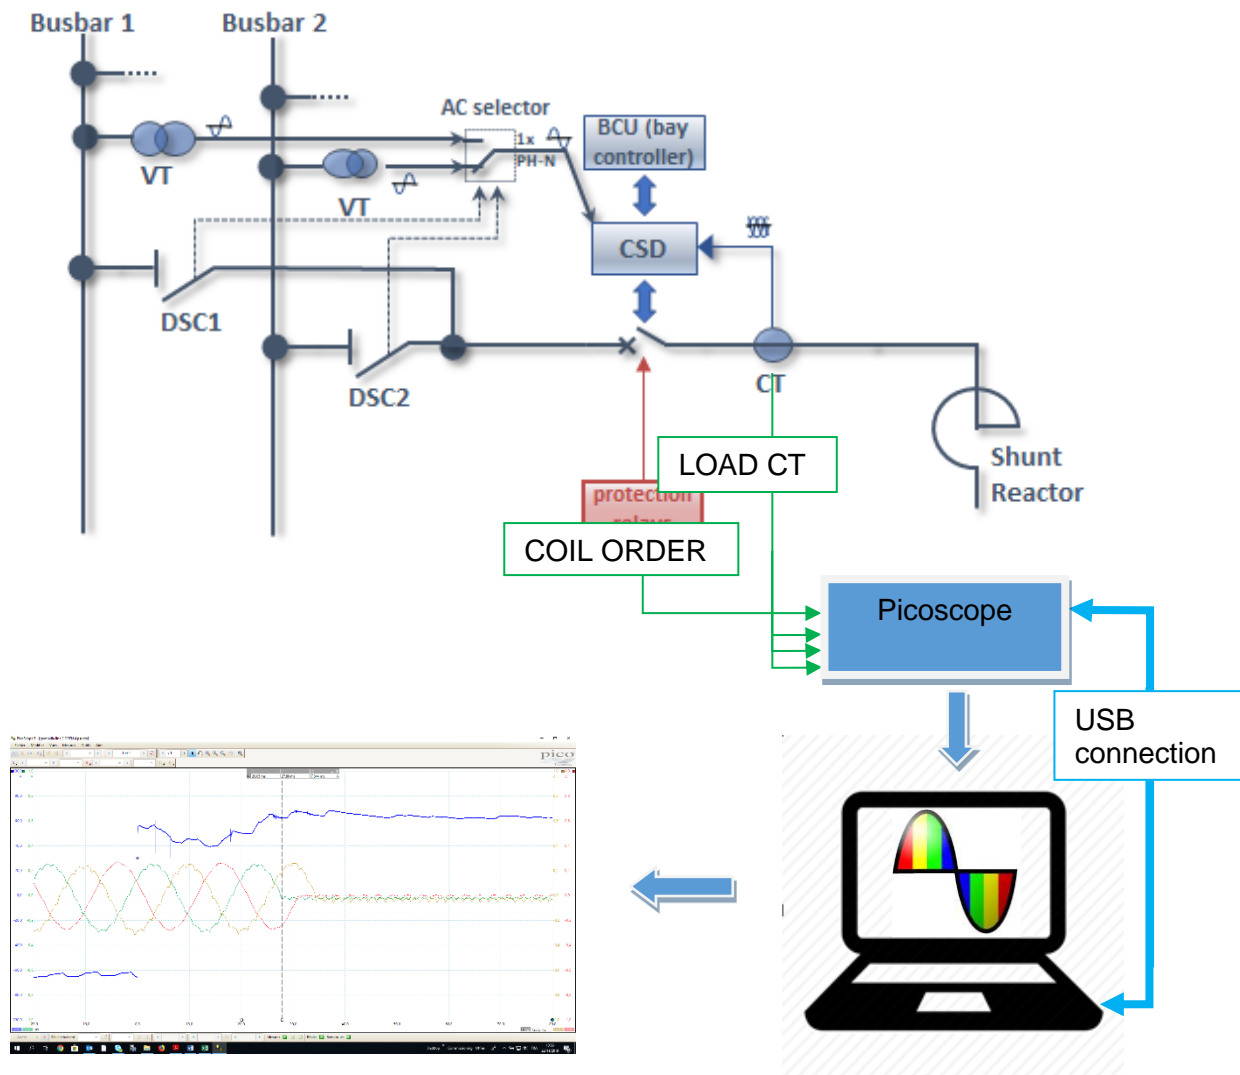 Busbar 1
Busbar 2
AC selector
1x
PH-N
BCU (bay
controller)
VT
VT
CSD
DSC1
DSC2
CT
LOAD CT
Shunt
Reactor
protection
relays
COIL ORDER
Picoscope
USB
connection
pico